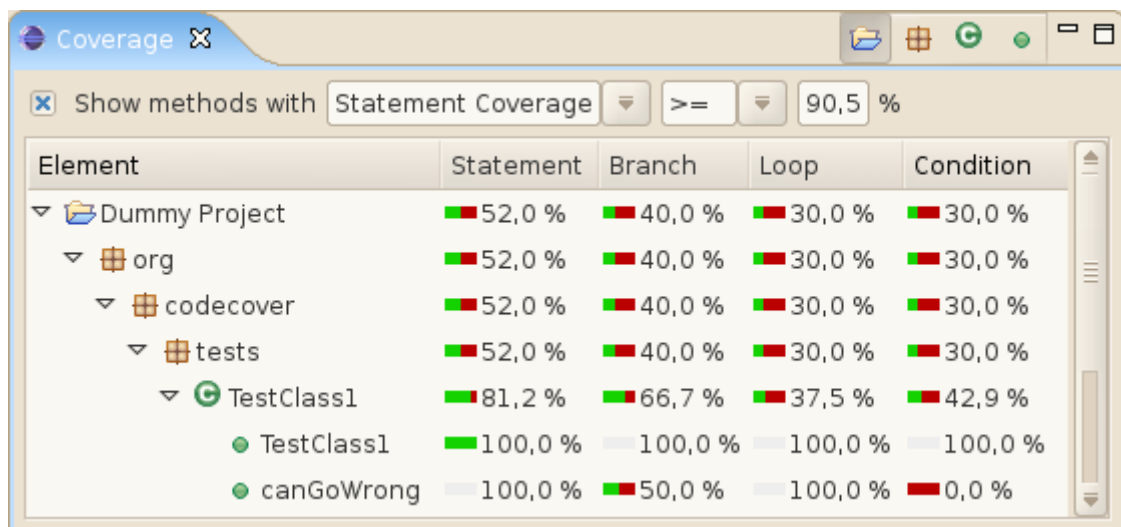 Coverage
Show methods with Statement Coverage >= 90,5 %
Element Statement Branch Loop Condition
Dummy Project 52,0 % 40,0 % 30,0 % 30,0 %
org 52,0 % 40,0 % 30,0 % 30,0 %
codecover 52,0 % 40,0 % 30,0 % 30,0 %
tests 52,0 % 40,0 % 30,0 % 30,0 %
C TestClass1 81,2 % 66,7 % 37,5 % 42,9 %
TestClass1 100,0 % 100,0 % 100,0 % 100,0 %
canGoWrong 100,0 % 50,0 % 100,0 % 0,0 %